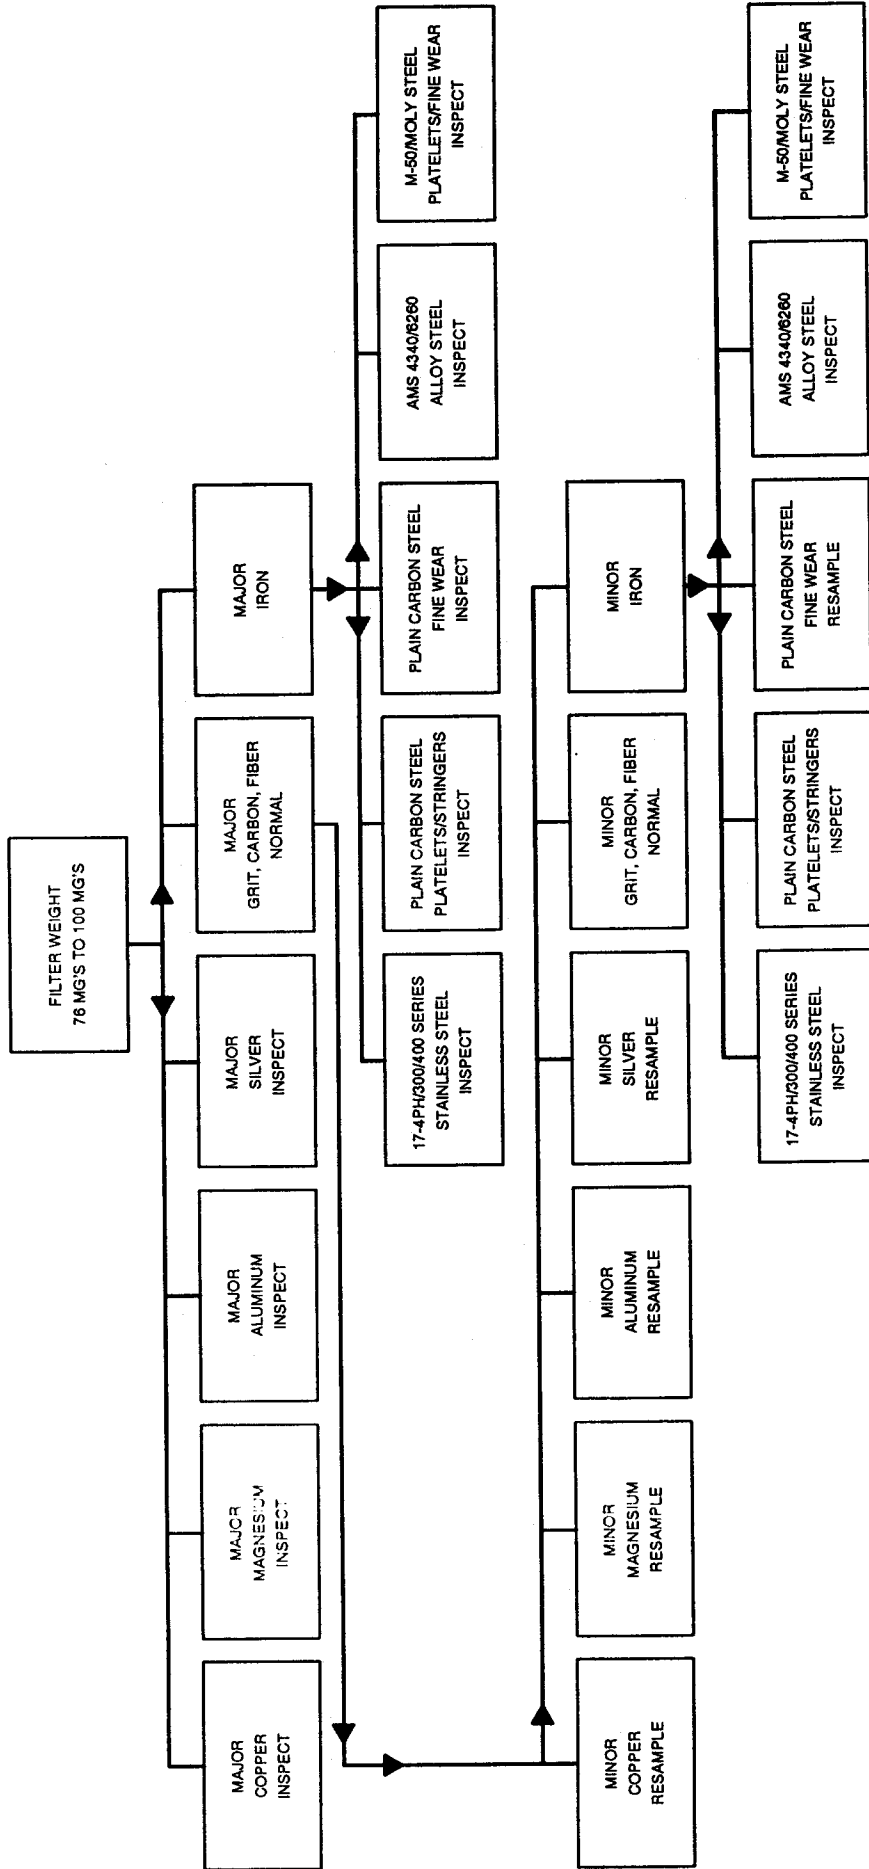 FILTER WEIGHT
76 MG'S TO 100 MG'S
MAJOR
COPPER
INSPECT
MAJOR
MAGNESIUM
INSPECT
MAJOR
ALUMINUM
INSPECT
MAJOR
SILVER
INSPECT
MAJOR
GRIT, CARBON, FIBER
NORMAL
MAJOR
IRON
17-4PH/300/400 SERIES
STAINLESS STEEL
INSPECT
PLAIN CARBON STEEL
PLATELETS/STRINGERS
INSPECT
PLAIN CARBON STEEL
FINE WEAR
INSPECT
AMS 4340/6260
ALLOY STEEL
INSPECT
M-50/MOLY STEEL
PLATELETS/FINE WEAR
INSPECT
MINOR
COPPER
RESAMPLE
MINOR
MAGNESIUM
RESAMPLE
MINOR
ALUMINUM
RESAMPLE
MINOR
SILVER
RESAMPLE
MINOR
GRIT, CARBON, FIBER
NORMAL
MINOR
IRON
17-4PH/300/400 SERIES
STAINLESS STEEL
INSPECT
PLAIN CARBON STEEL
PLATELETS/STRINGERS
INSPECT
PLAIN CARBON STEEL
FINE WEAR
RESAMPLE
AMS 4340/6260
ALLOY STEEL
INSPECT
M-50/MOLY STEEL
PLATELETS/FINE WEAR
INSPECT